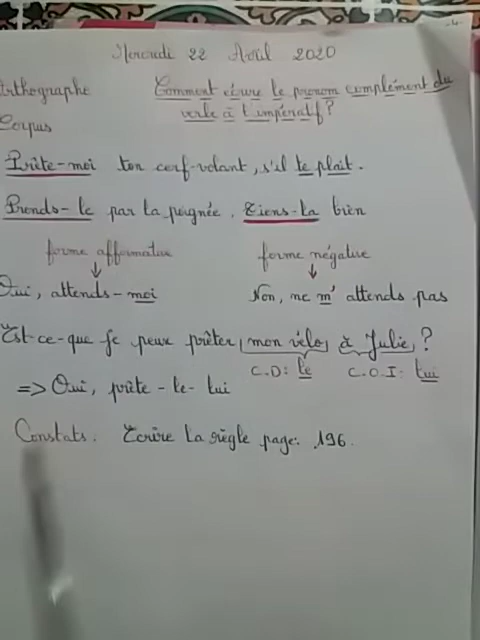 Mercredi 22 Avril 2020
Orthographe Comment écrire le pronom complément du
verbe à l'impératif ?
Corpus
Prête-moi ton cerf-volant, s'il te plaît.
Prends-le par la poignée. Tiens-la bien
forme affirmative forme négative
Oui, attends-moi Non, ne m'attends pas
Est-ce-que je peux prêter mon vélo à Julie ?
C.D: le C.O.I: lui
=> Oui, prête-le-lui
Constats. Ecrire la règle page: 196.